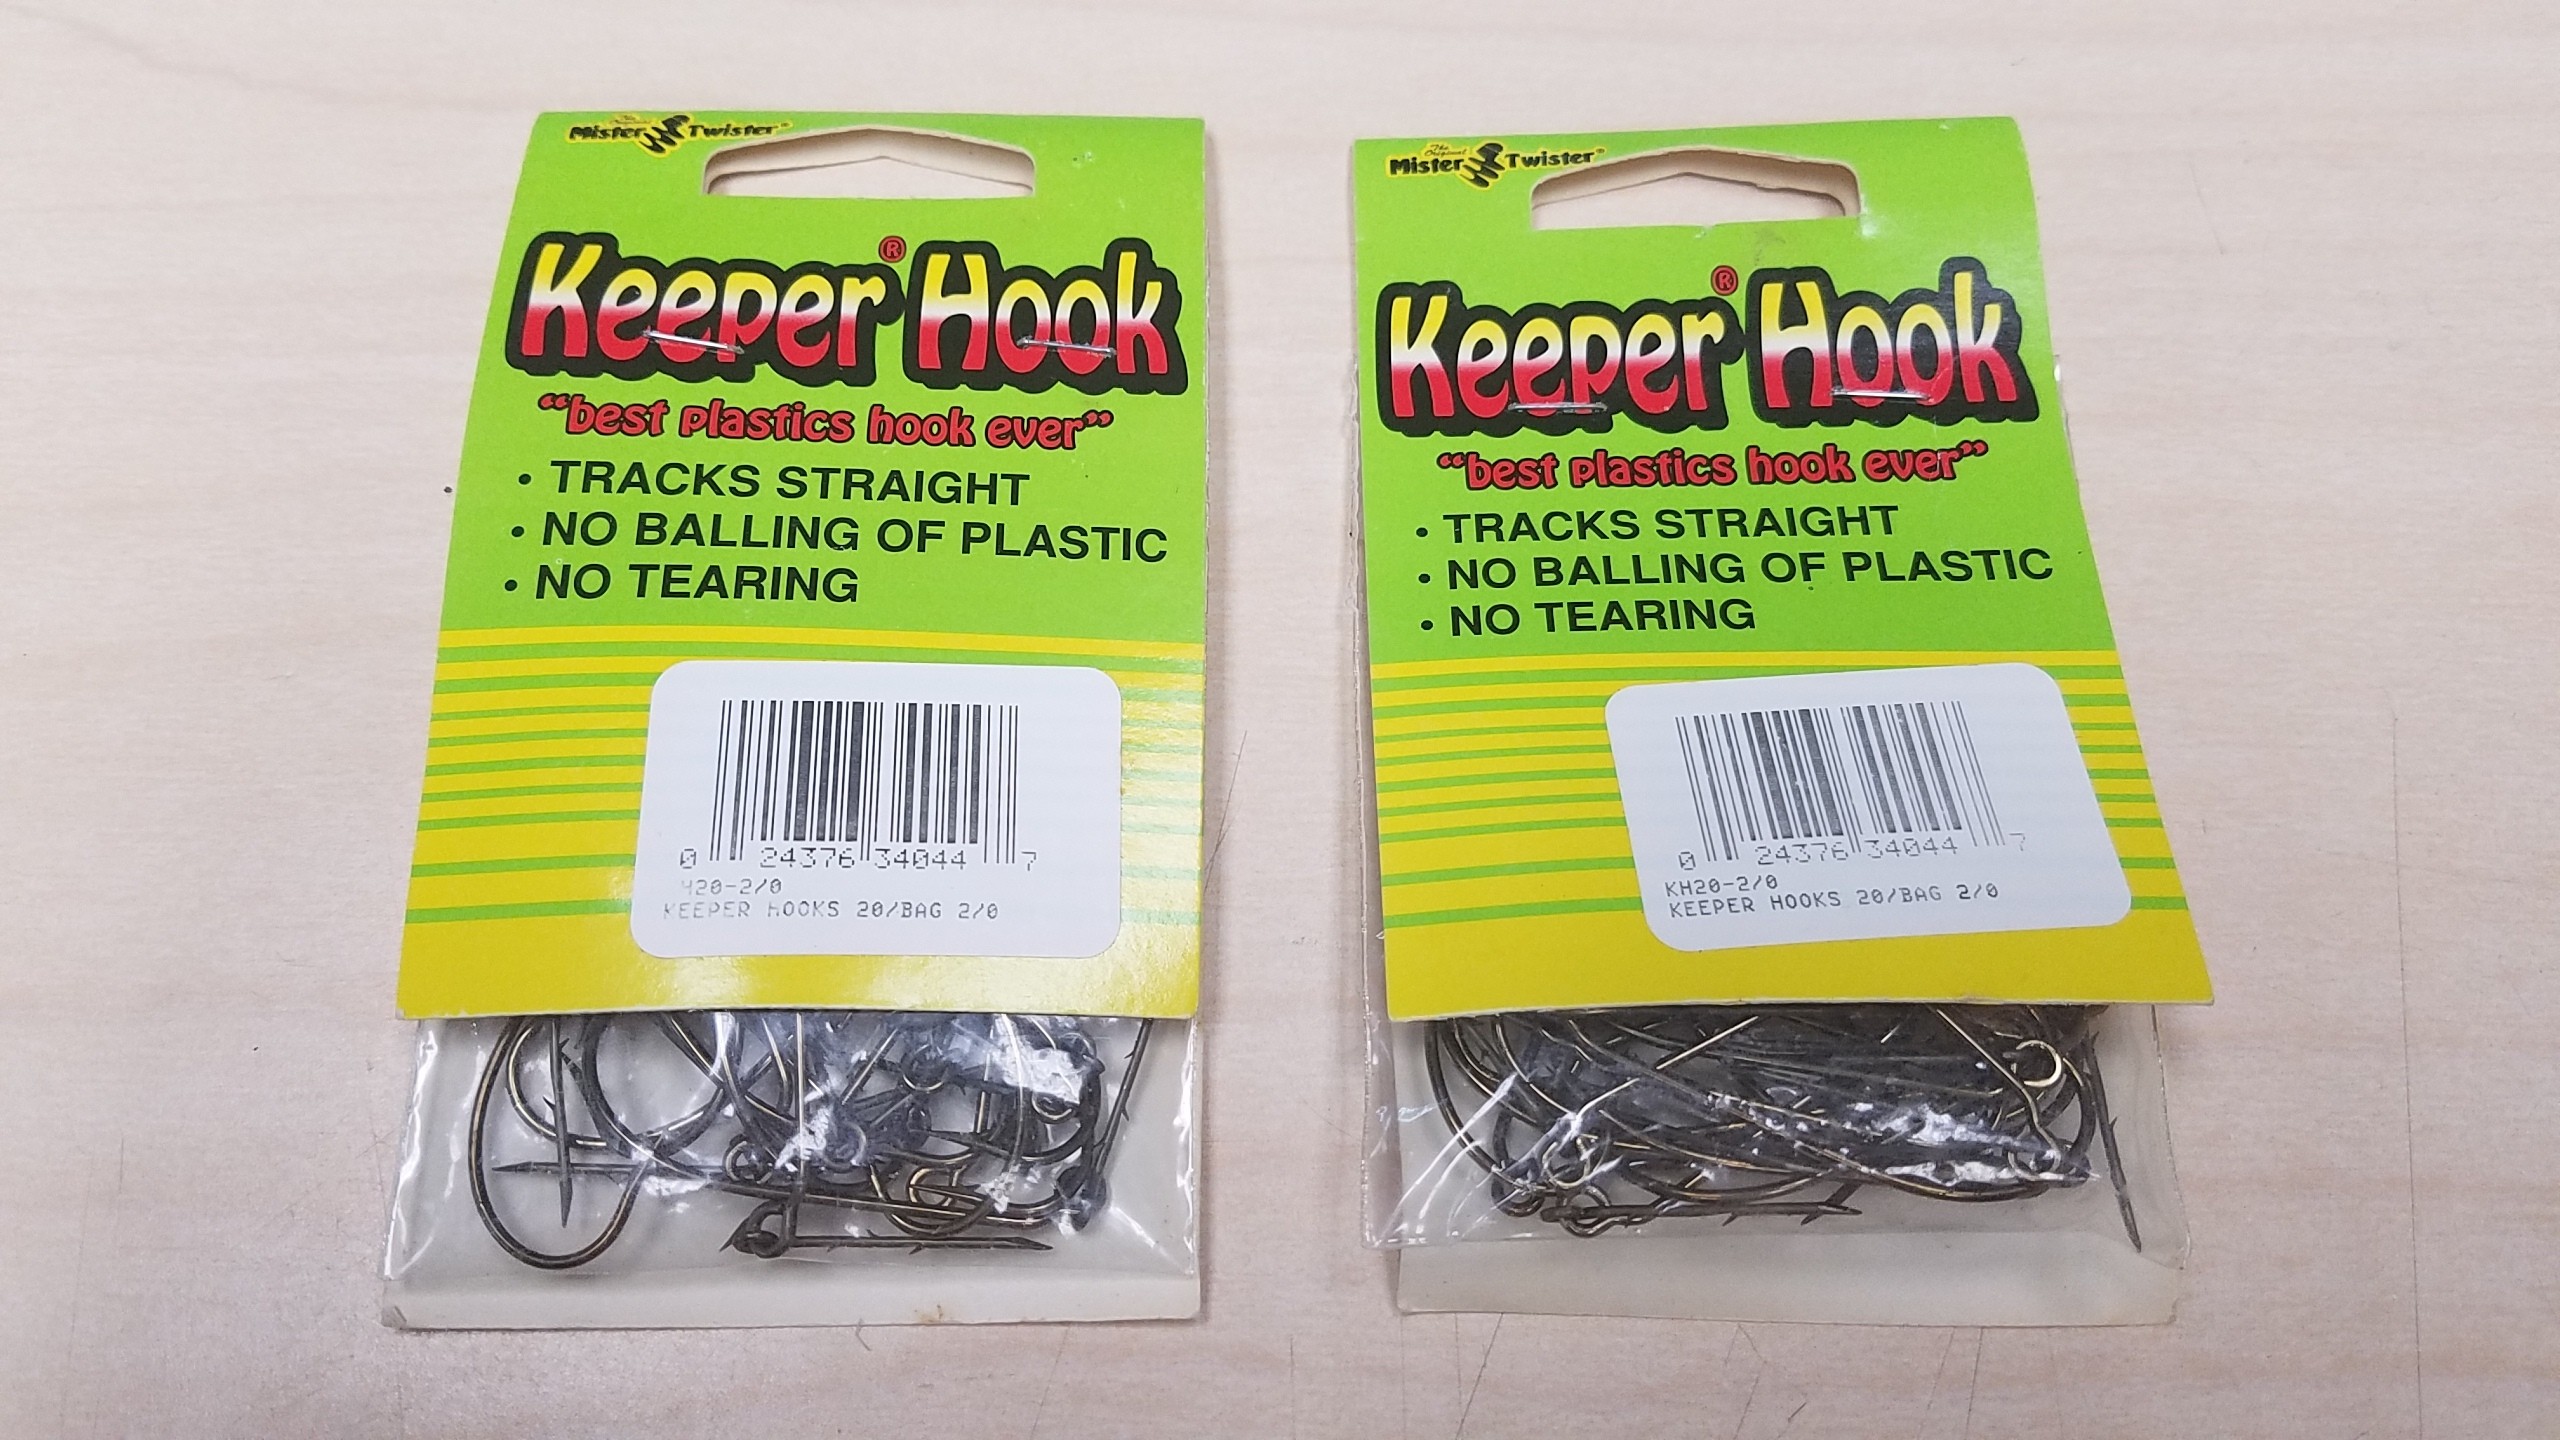 The Original
Mister Twister®
Keeper® Hook
“best plastics hook ever”
• TRACKS STRAIGHT
• NO BALLING OF PLASTIC
• NO TEARING
0 24376 34044 7
H20-2/0
KEEPER HOOKS 20/BAG 2/0
The Original
Mister Twister®
Keeper® Hook
“best plastics hook ever”
• TRACKS STRAIGHT
• NO BALLING OF PLASTIC
• NO TEARING
0 24376 34044 7
KH20-2/0
KEEPER HOOKS 20/BAG 2/0